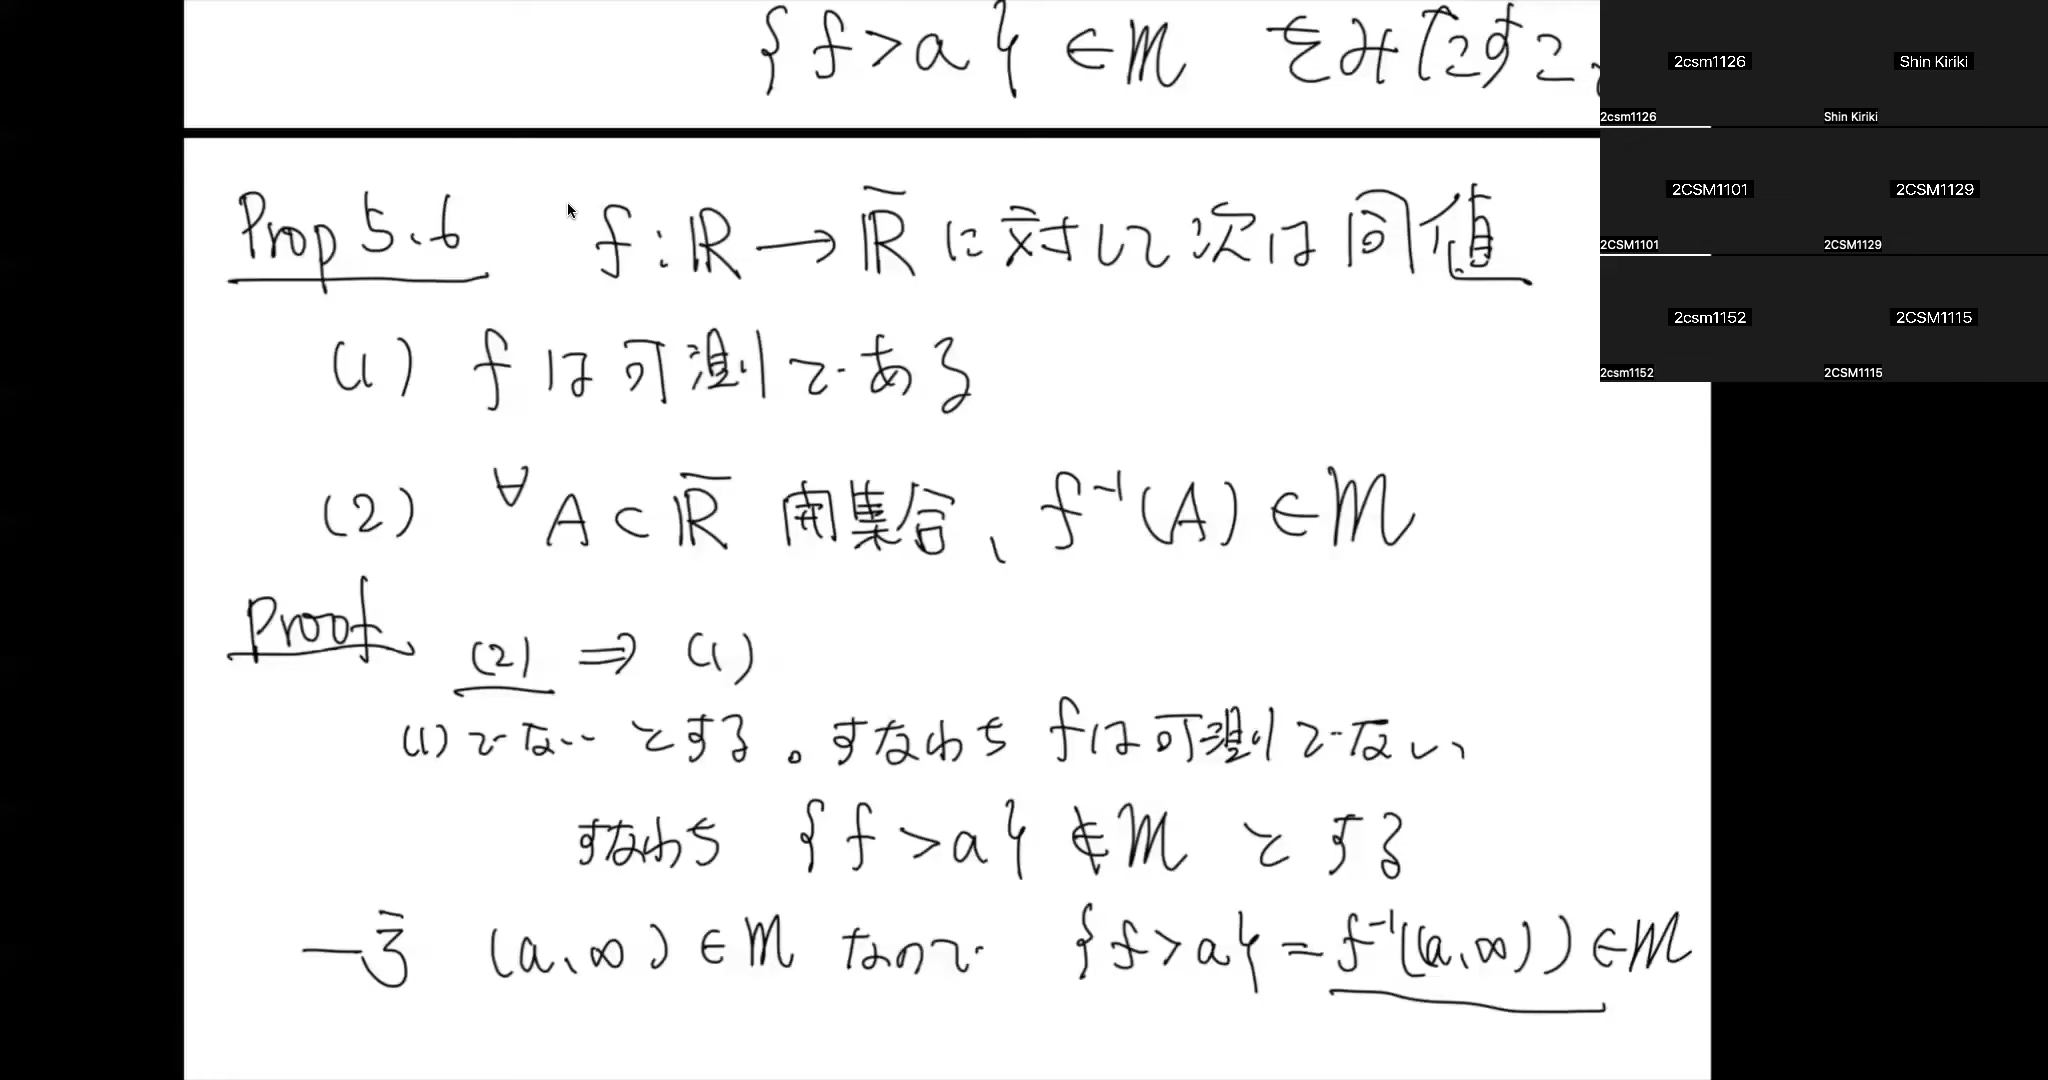 {f>a} ∈ M をみたすこ
Prop 5.6 f:ℝ→ℝ̄ に対して次は同値
(1) fは可測である
(2) ∀A⊂ℝ̄ 開集合、f⁻¹(A)∈M
Proof (2) ⇒ (1)
(1)でないとする。すなわち fは可測でない、
すなわち {f>a} ∉ M とする
一方 (a,∞)∈M なので {f>a}=f⁻¹((a,∞))∈M
2csm1126
Shin Kiriki
2csm1126
Shin Kiriki
2CSM1101
2CSM1129
2CSM1101
2CSM1129
2csm1152
2CSM1115
2csm1152
2CSM1115